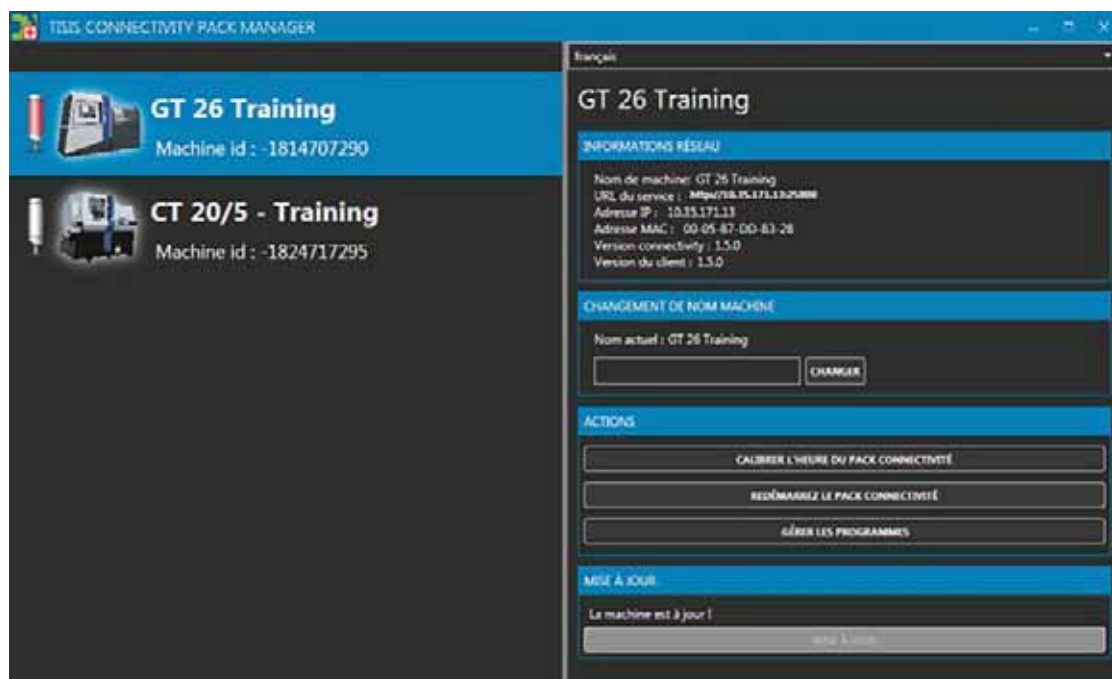 TISIS CONNECTIVITY PACK MANAGER
GT 26 Training
Machine id : -1814707290
CT 20/5 - Training
Machine id : -1824717295
français
GT 26 Training
INFORMATIONS RÉSEAU
Nom de machine: GT 26 Training
URL du service :
Adresse IP : 10.35.171.13
Adresse MAC : 00-05-87-DD-83-28
Version connectivity : 1.5.0
Version du client : 1.5.0
CHANGEMENT DE NOM MACHINE
Nom actuel : GT 26 Training
CHANGER
ACTIONS
CALIBRER L'HEURE DU PACK CONNECTIVITÉ
REDÉMARREZ LE PACK CONNECTIVITÉ
GÉRER LES PROGRAMMES
MISE À JOUR
La machine est à jour !
MISE À JOUR